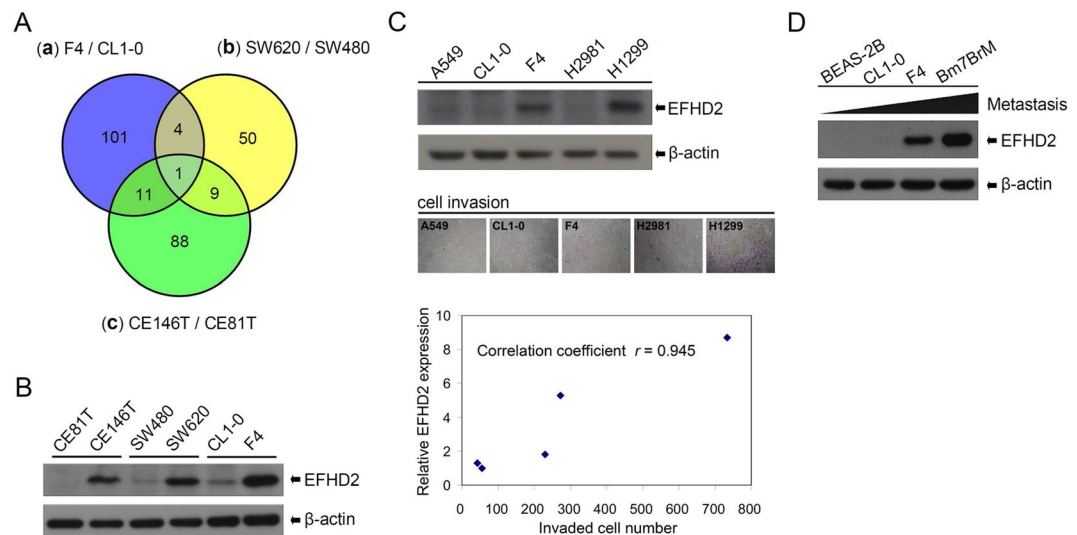 A
(a) F4 / CL1-0
(b) SW620 / SW480
101
4
50
1
11
9
88
(c) CE146T / CE81T
B
CE81T
CE146T
SW480
SW620
CL1-0
F4
EFHD2
β-actin
C
A549
CL1-0
F4
H2981
H1299
EFHD2
β-actin
cell invasion
A549
CL1-0
F4
H2981
H1299
Correlation coefficient r = 0.945
Relative EFHD2 expression
10
8
6
4
2
0
0 100 200 300 400 500 600 700 800
Invaded cell number
D
BEAS-2B
CL1-0
F4
Bm7BrM
Metastasis
EFHD2
β-actin